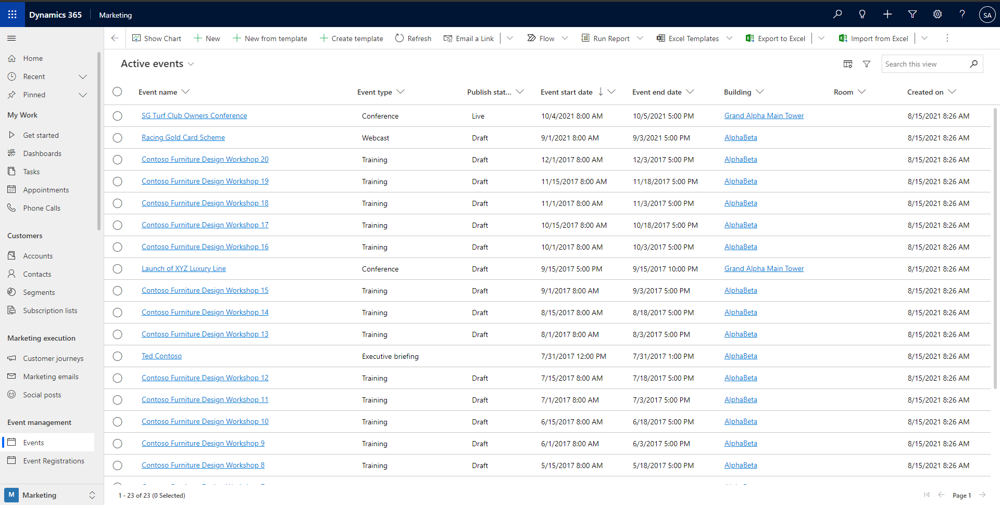 Dynamics 365 Marketing SA
Show Chart New New from template Create template Refresh Email a Link Flow Run Report Excel Templates Export to Excel Import from Excel
Home
Recent
Pinned
My Work
Get started
Dashboards
Tasks
Appointments
Phone Calls
Customers
Accounts
Contacts
Segments
Subscription lists
Marketing execution
Customer journeys
Marketing emails
Social posts
Event management
Events
Event Registrations
M Marketing
Active events Search this view
Event name Event type Publish stat... Event start date Event end date Building Room Created on
SG Turf Club Owners Conference Conference Live 10/4/2021 8:00 AM 10/5/2021 5:00 PM Grand Alpha Main Tower 8/15/2021 8:26 AM
Racing Gold Card Scheme Webcast Draft 9/1/2021 8:00 AM 9/3/2021 5:00 PM AlphaBeta 8/15/2021 8:26 AM
Contoso Furniture Design Workshop 20 Training Draft 12/1/2017 8:00 AM 12/3/2017 5:00 PM AlphaBeta 8/15/2021 8:26 AM
Contoso Furniture Design Workshop 19 Training Draft 11/15/2017 8:00 AM 11/18/2017 5:00 PM AlphaBeta 8/15/2021 8:26 AM
Contoso Furniture Design Workshop 18 Training Draft 11/1/2017 8:00 AM 11/3/2017 5:00 PM AlphaBeta 8/15/2021 8:26 AM
Contoso Furniture Design Workshop 17 Training Draft 10/15/2017 8:00 AM 10/18/2017 5:00 PM AlphaBeta 8/15/2021 8:26 AM
Contoso Furniture Design Workshop 16 Training Draft 10/1/2017 8:00 AM 10/3/2017 5:00 PM AlphaBeta 8/15/2021 8:26 AM
Launch of XYZ Luxury Line Conference Draft 9/15/2017 5:00 PM 9/15/2017 10:00 PM Grand Alpha Main Tower 8/15/2021 8:26 AM
Contoso Furniture Design Workshop 15 Training Draft 9/1/2017 8:00 AM 9/3/2017 5:00 PM AlphaBeta 8/15/2021 8:26 AM
Contoso Furniture Design Workshop 14 Training Draft 8/15/2017 8:00 AM 8/18/2017 5:00 PM AlphaBeta 8/15/2021 8:26 AM
Contoso Furniture Design Workshop 13 Training Draft 8/1/2017 8:00 AM 8/3/2017 5:00 PM AlphaBeta 8/15/2021 8:26 AM
Ted Contoso Executive briefing 7/31/2017 12:00 PM 7/31/2017 1:00 PM AlphaBeta 8/15/2021 8:26 AM
Contoso Furniture Design Workshop 12 Training Draft 7/15/2017 8:00 AM 7/18/2017 5:00 PM AlphaBeta 8/15/2021 8:26 AM
Contoso Furniture Design Workshop 11 Training Draft 7/1/2017 8:00 AM 7/3/2017 5:00 PM AlphaBeta 8/15/2021 8:26 AM
Contoso Furniture Design Workshop 10 Training Draft 6/15/2017 8:00 AM 6/18/2017 5:00 PM AlphaBeta 8/15/2021 8:26 AM
Contoso Furniture Design Workshop 9 Training Draft 6/1/2017 8:00 AM 6/3/2017 5:00 PM AlphaBeta 8/15/2021 8:26 AM
Contoso Furniture Design Workshop 8 Training Draft 5/15/2017 8:00 AM 5/18/2017 5:00 PM AlphaBeta 8/15/2021 8:26 AM
1 - 23 of 23 (0 Selected) Page 1